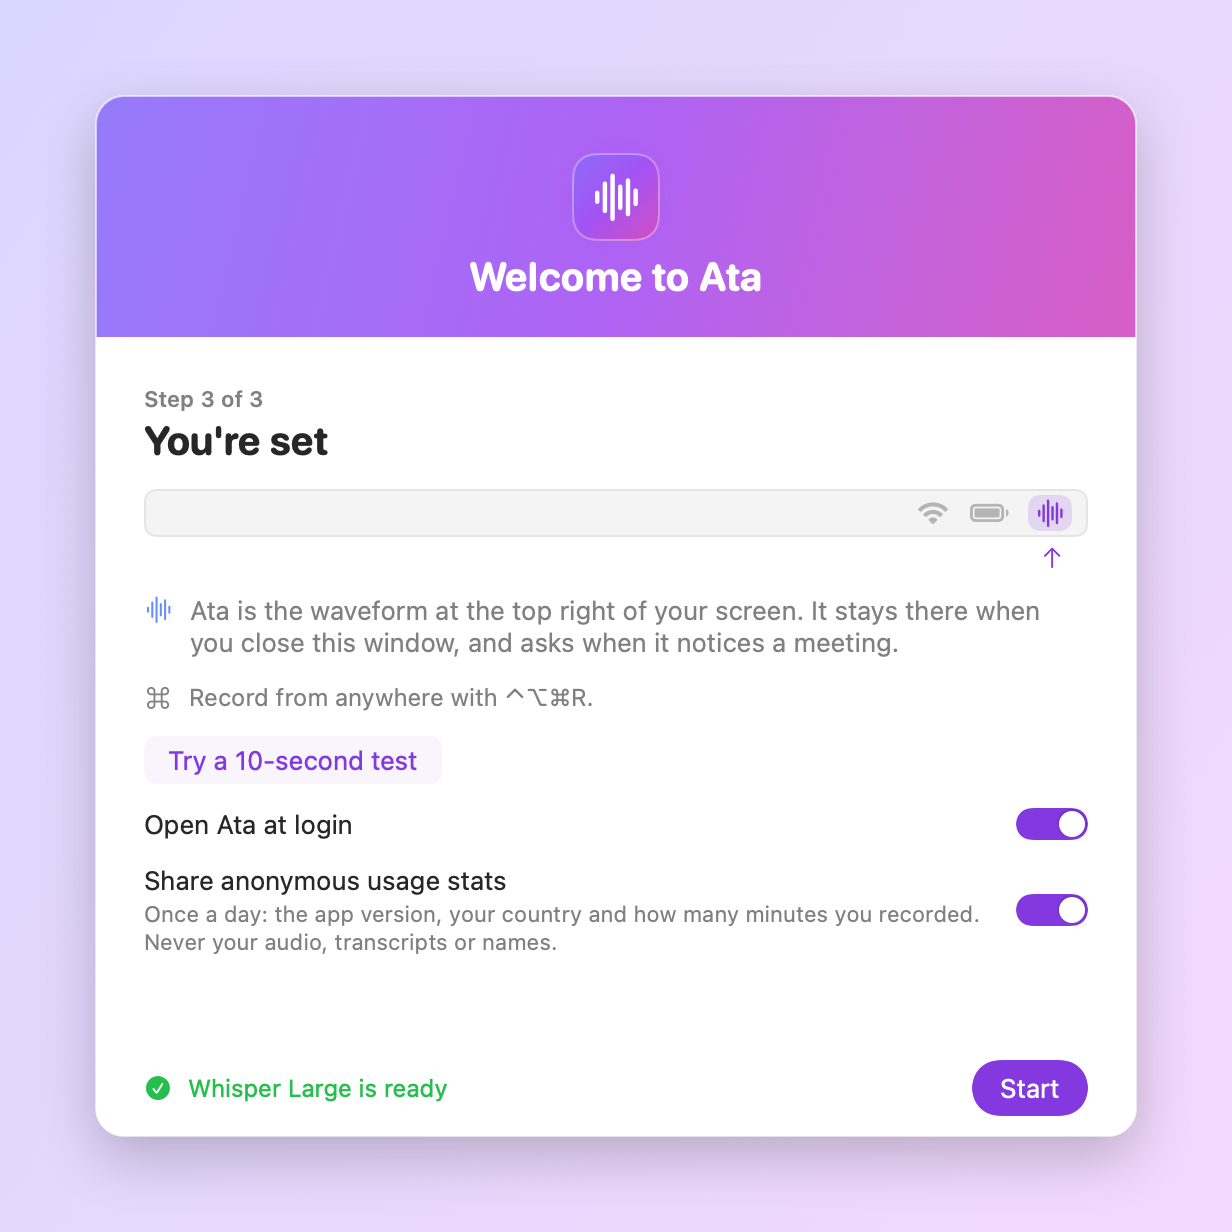 Welcome to Ata
Step 3 of 3
You're set
Ata is the waveform at the top right of your screen. It stays there when
you close this window, and asks when it notices a meeting.
Record from anywhere with ⌃⌥⌘R.
Try a 10-second test
Open Ata at login
Share anonymous usage stats
Once a day: the app version, your country and how many minutes you recorded.
Never your audio, transcripts or names.
Whisper Large is ready
Start